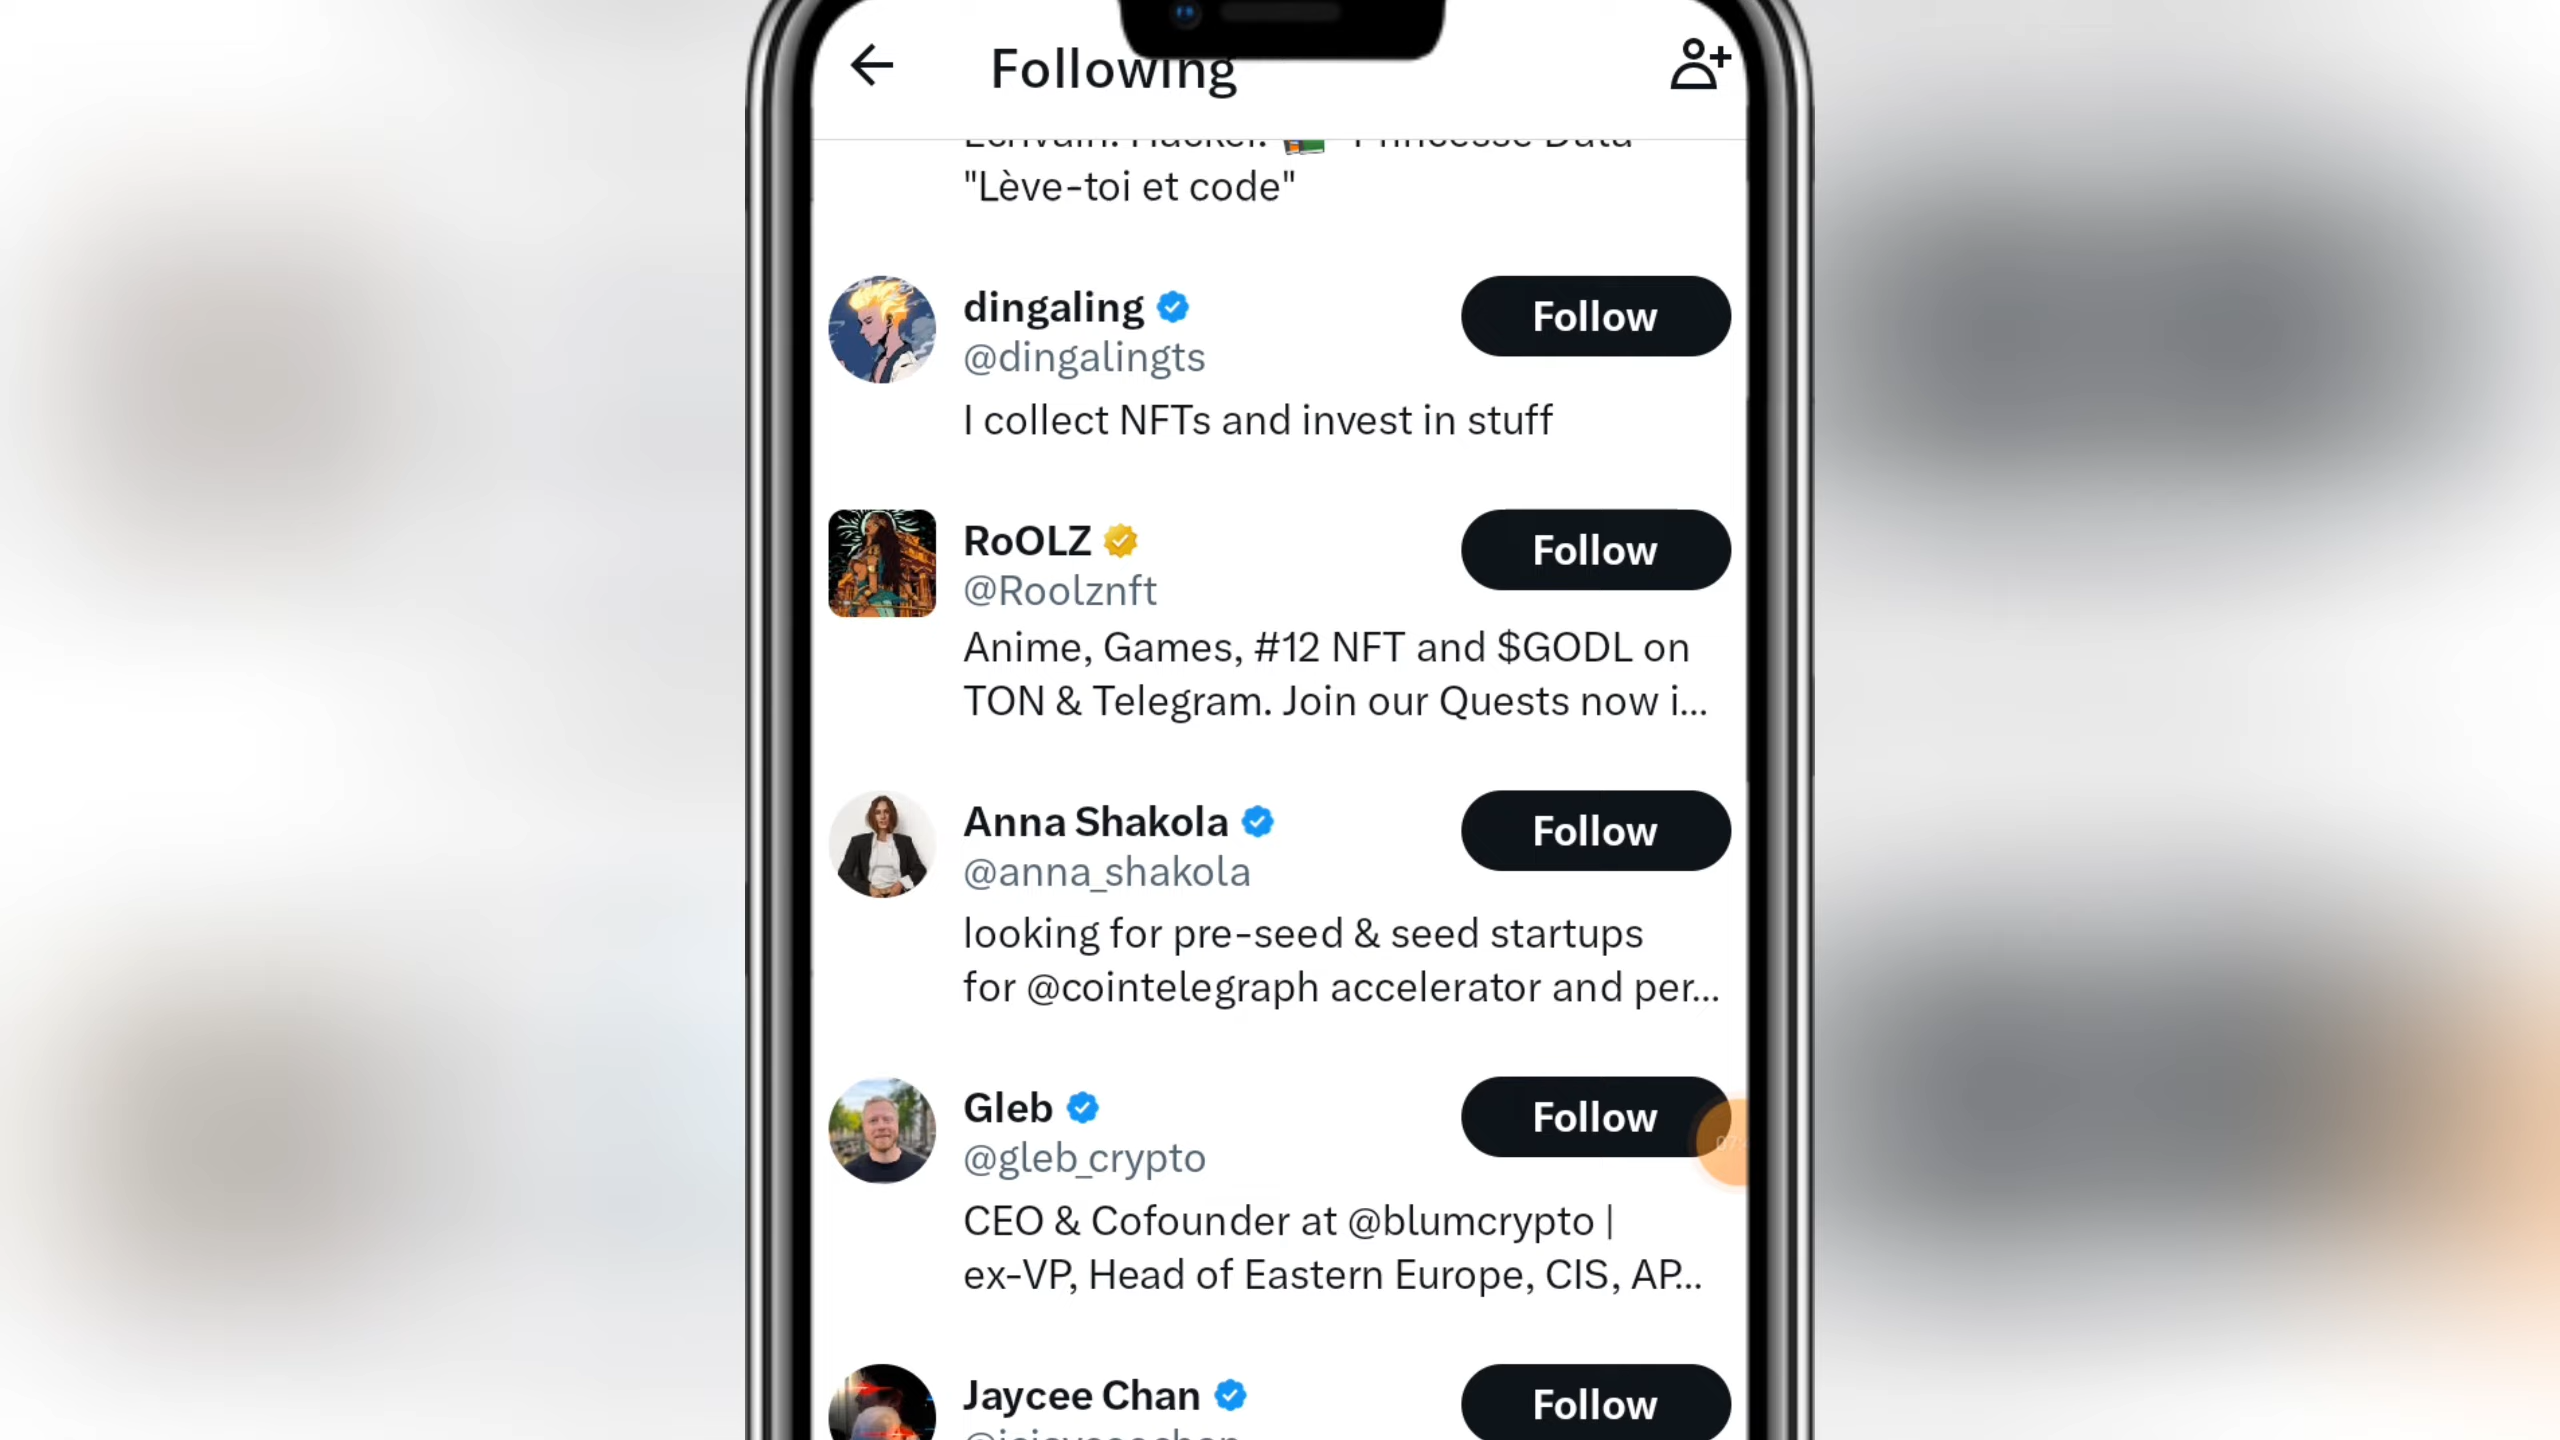 Following
"Lève-toi et code"
dingaling
Follow
@dingalingts
I collect NFTs and invest in stuff
RoOLZ
Follow
@Roolznft
Anime, Games, #12 NFT and $GODL on
TON & Telegram. Join our Quests now i...
Anna Shakola
Follow
@anna_shakola
looking for pre-seed & seed startups
for @cointelegraph accelerator and per...
Gleb
Follow
@gleb_crypto
CEO & Cofounder at @blumcrypto |
ex-VP, Head of Eastern Europe, CIS, AP...
Jaycee Chan
Follow